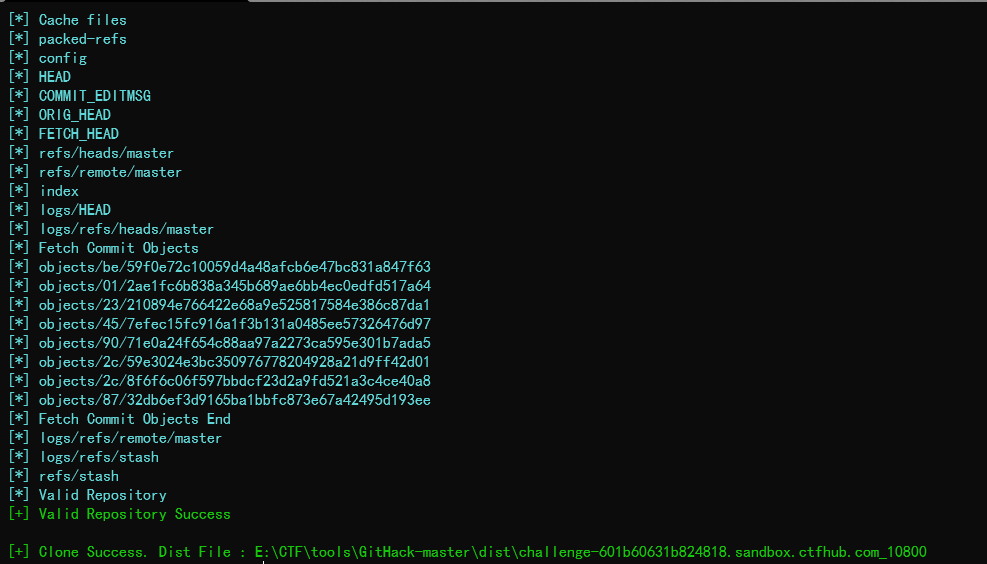 [*] Cache files
[*] packed-refs
[*] config
[*] HEAD
[*] COMMIT_EDITMSG
[*] ORIG_HEAD
[*] FETCH_HEAD
[*] refs/heads/master
[*] refs/remote/master
[*] index
[*] logs/HEAD
[*] logs/refs/heads/master
[*] Fetch Commit Objects
[*] objects/be/59f0e72c10059d4a48afcb6e47bc831a847f63
[*] objects/01/2ae1fc6b838a345b689ae6bb4ec0edfd517a64
[*] objects/23/210894e766422e68a9e525817584e386c87da1
[*] objects/45/7efec15fc916a1f3b131a0485ee57326476d97
[*] objects/90/71e0a24f654c88aa97a2273ca595e301b7ada5
[*] objects/2c/59e3024e3bc350976778204928a21d9ff42d01
[*] objects/2c/8f6f6c06f597bbdcf23d2a9fd521a3c4ce40a8
[*] objects/87/32db6ef3d9165ba1bbfc873e67a42495d193ee
[*] Fetch Commit Objects End
[*] logs/refs/remote/master
[*] logs/refs/stash
[*] refs/stash
[*] Valid Repository
[+] Valid Repository Success
[+] Clone Success. Dist File : E:\CTF\tools\GitHack-master\dist\challenge-601b60631b824818.sandbox.ctfhub.com_10800